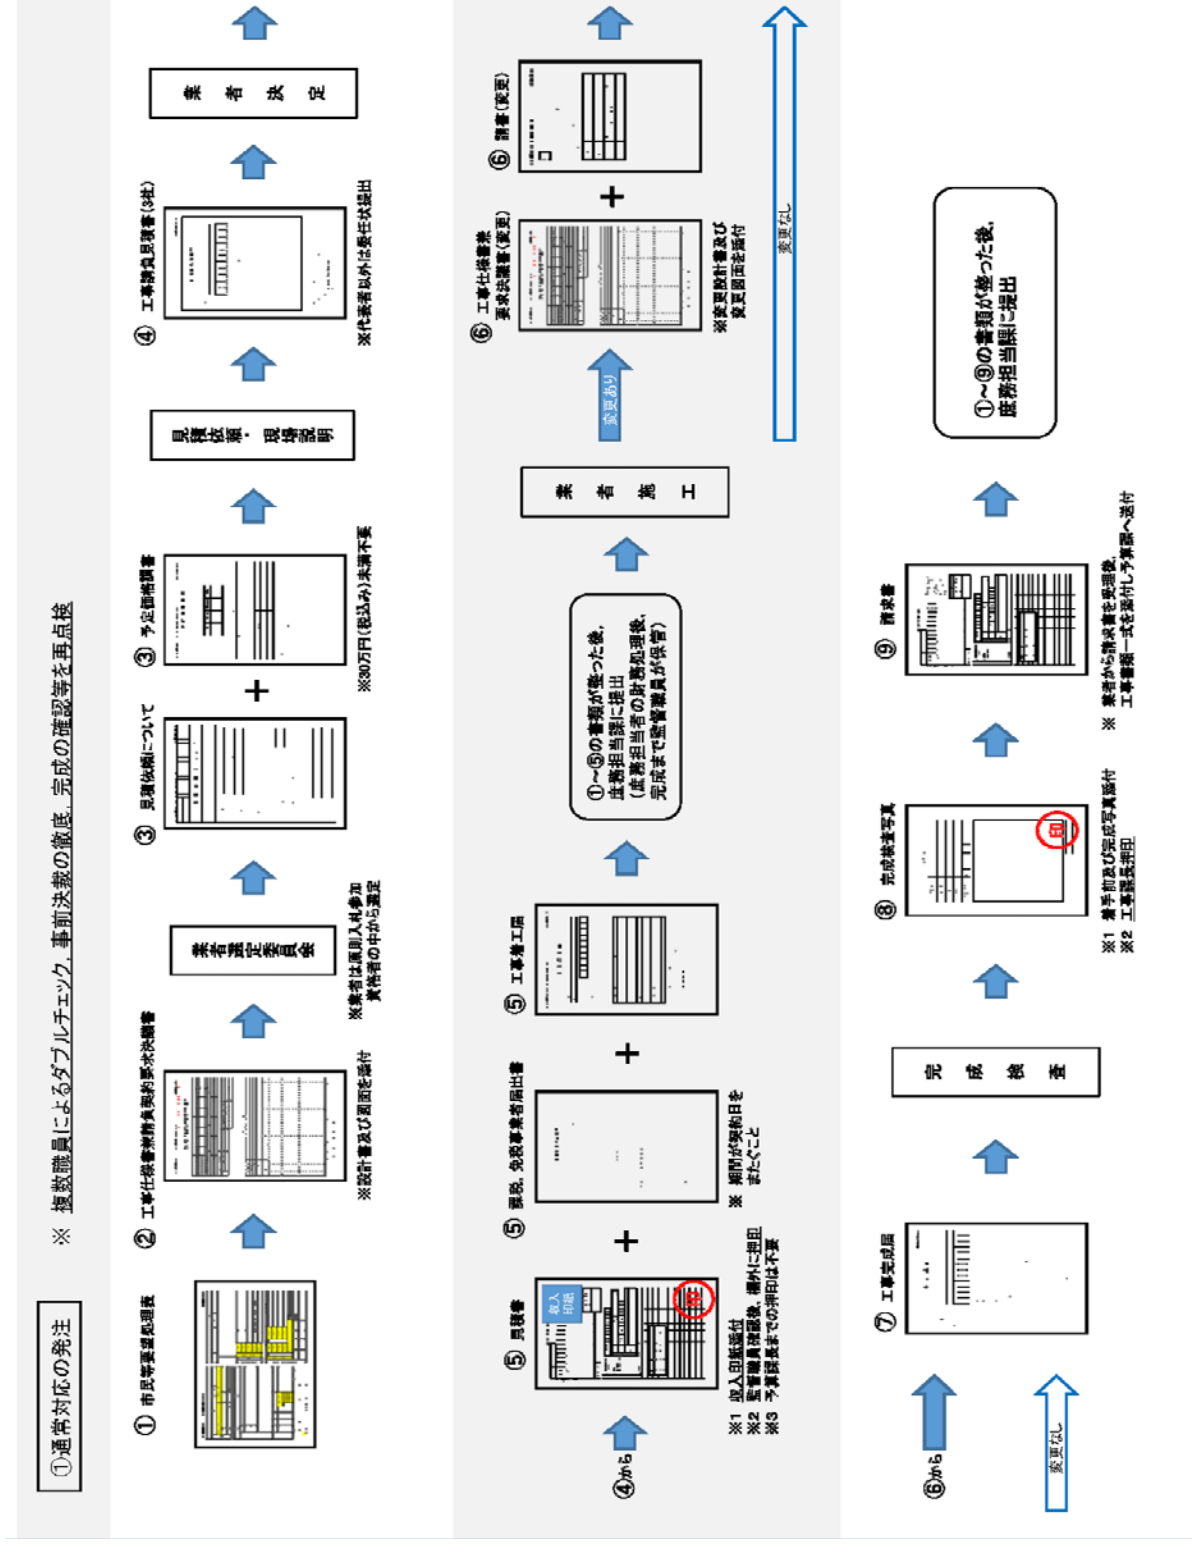 ①通常対応の発注
※ 複数職員によるダブルチェック，事前決裁の徹底，完成の確認等を再点検
① 市民等要望処理表
② 工事仕様書兼請負契約要求決議書
※設計書及び図面を添付
業者選定委員会
※業者は原則入札参加
資格者の中から選定
③ 見積依頼について
＋
③ 予定価格調書
※30万円(税込み)未満不要
見積依頼・現場説明
④ 工事請負見積書(3社)
※代表者以外は委任状提出
業者決定
④から
⑤ 見積書
収入
印紙
印
※1 収入印紙添付
※2 監督職員確認後，欄外に押印
※3 予算課長までの押印は不要
＋
⑤ 課税，免税事業者届出書
※ 期間が契約日を
またぐこと
＋
⑤ 工事着工届
①～⑤の書類が整った後，
庶務担当課に提出
(庶務担当者の財務処理後，
完成まで監督職員が保管)
業者施工
変更あり
⑥ 工事仕様書兼
要求決議書(変更)
※変更設計書及び
変更図面を添付
＋
⑥ 請書(変更)
変更なし
⑥から
変更なし
⑦ 工事完成届
完成検査
⑧ 完成検査写真
印
※1 着手前及び完成写真添付
※2 工事課長押印
⑨ 請求書
※ 業者から請求書を受理後，
工事書類一式を添付し予算課へ送付
①～⑨の書類が整った後，
庶務担当課に提出